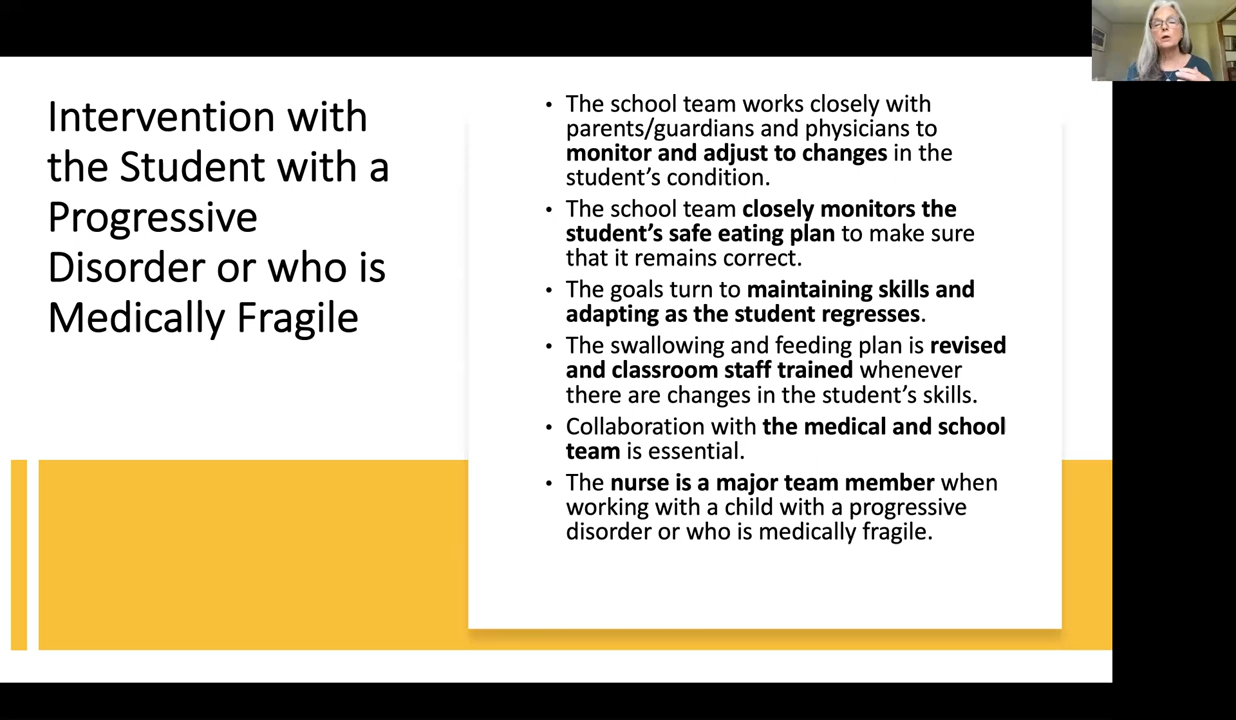 Intervention with
the Student with a
Progressive
Disorder or who is
Medically Fragile
• The school team works closely with
parents/guardians and physicians to
monitor and adjust to changes in the
student’s condition.
• The school team closely monitors the
student’s safe eating plan to make sure
that it remains correct.
• The goals turn to maintaining skills and
adapting as the student regresses.
• The swallowing and feeding plan is revised
and classroom staff trained whenever
there are changes in the student’s skills.
• Collaboration with the medical and school
team is essential.
• The nurse is a major team member when
working with a child with a progressive
disorder or who is medically fragile.